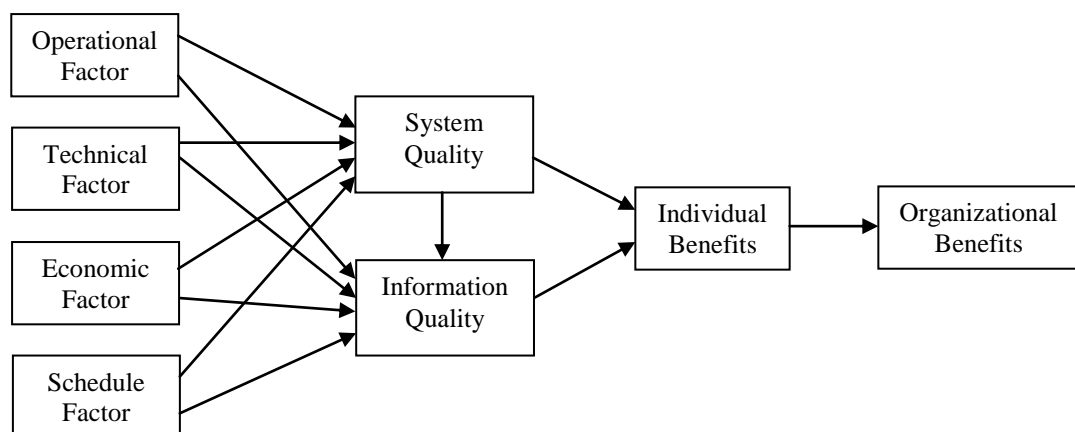 Operational
Factor
Technical
Factor
Economic
Factor
Schedule
Factor
System
Quality
Information
Quality
Individual
Benefits
Organizational
Benefits